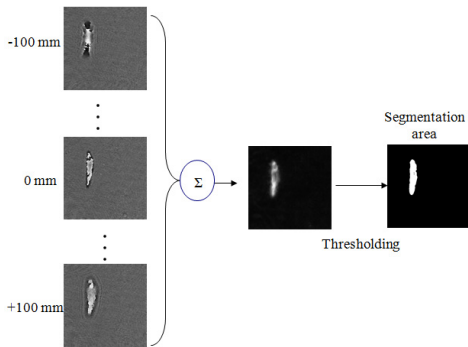 -100 mm
0 mm
+100 mm
Σ
Segmentation
area
Thresholding